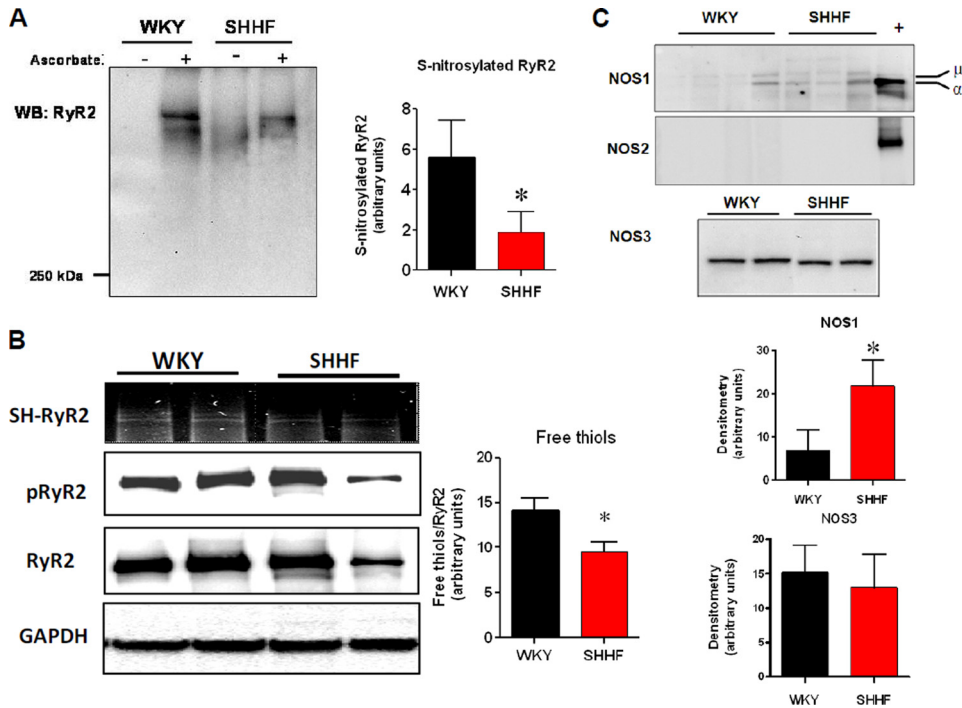 A
WKY SHHF
Ascorbate: - + - +
WB: RyR2
250 kDa
S-nitrosylated RyR2
S-nitrosylated RyR2
(arbitrary units)
8
6
4
2
0
*
WKY SHHF
B
WKY SHHF
SH-RyR2
pRyR2
RyR2
GAPDH
Free thiols
Free thiols/RyR2
(arbitrary units)
20
15
10
5
0
*
WKY SHHF
C
WKY SHHF +
NOS1
μ
α
NOS2
WKY SHHF
NOS3
NOS1
Densitometry
(arbitrary units)
30
20
10
0
*
WKY SHHF
NOS3
Densitometry
(arbitrary units)
20
15
10
5
0
WKY SHHF